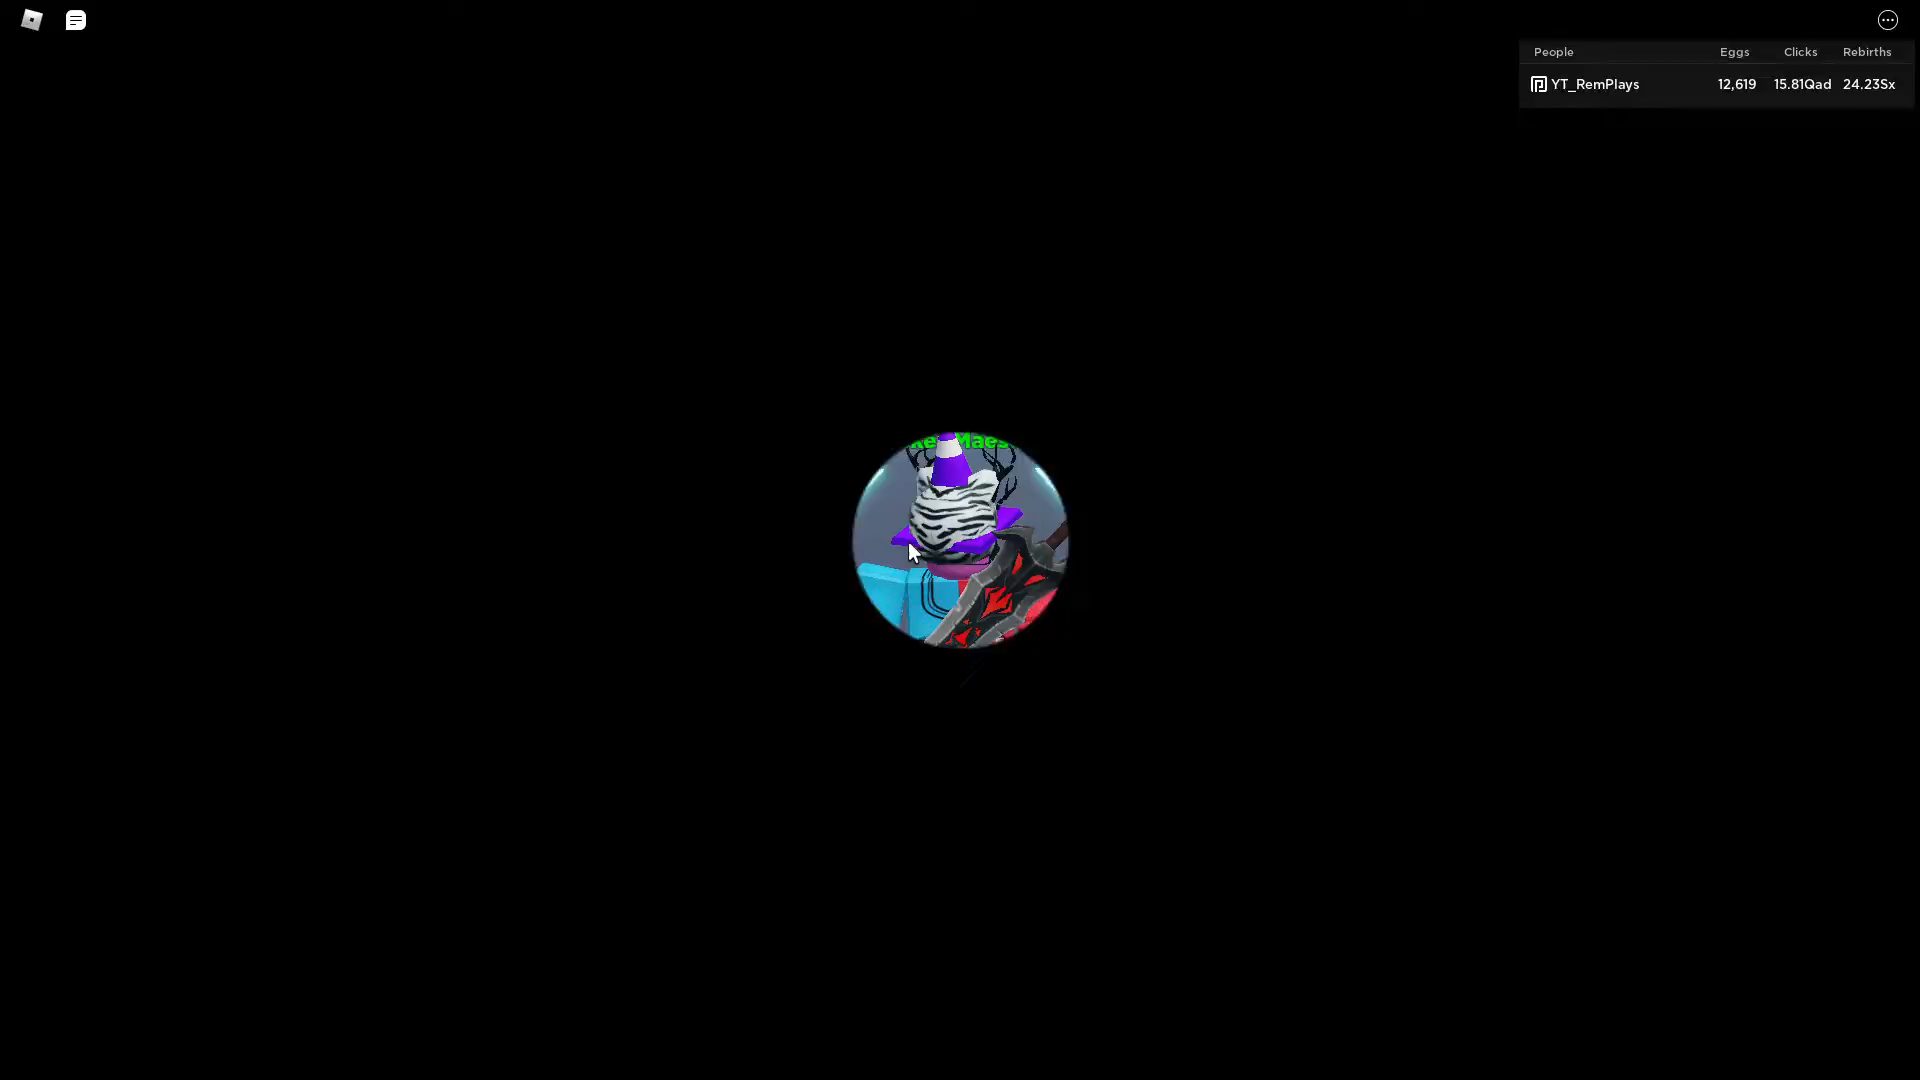 People Eggs Clicks Rebirths
YT_RemPlays 12,619 15.81Qad 24.23Sx